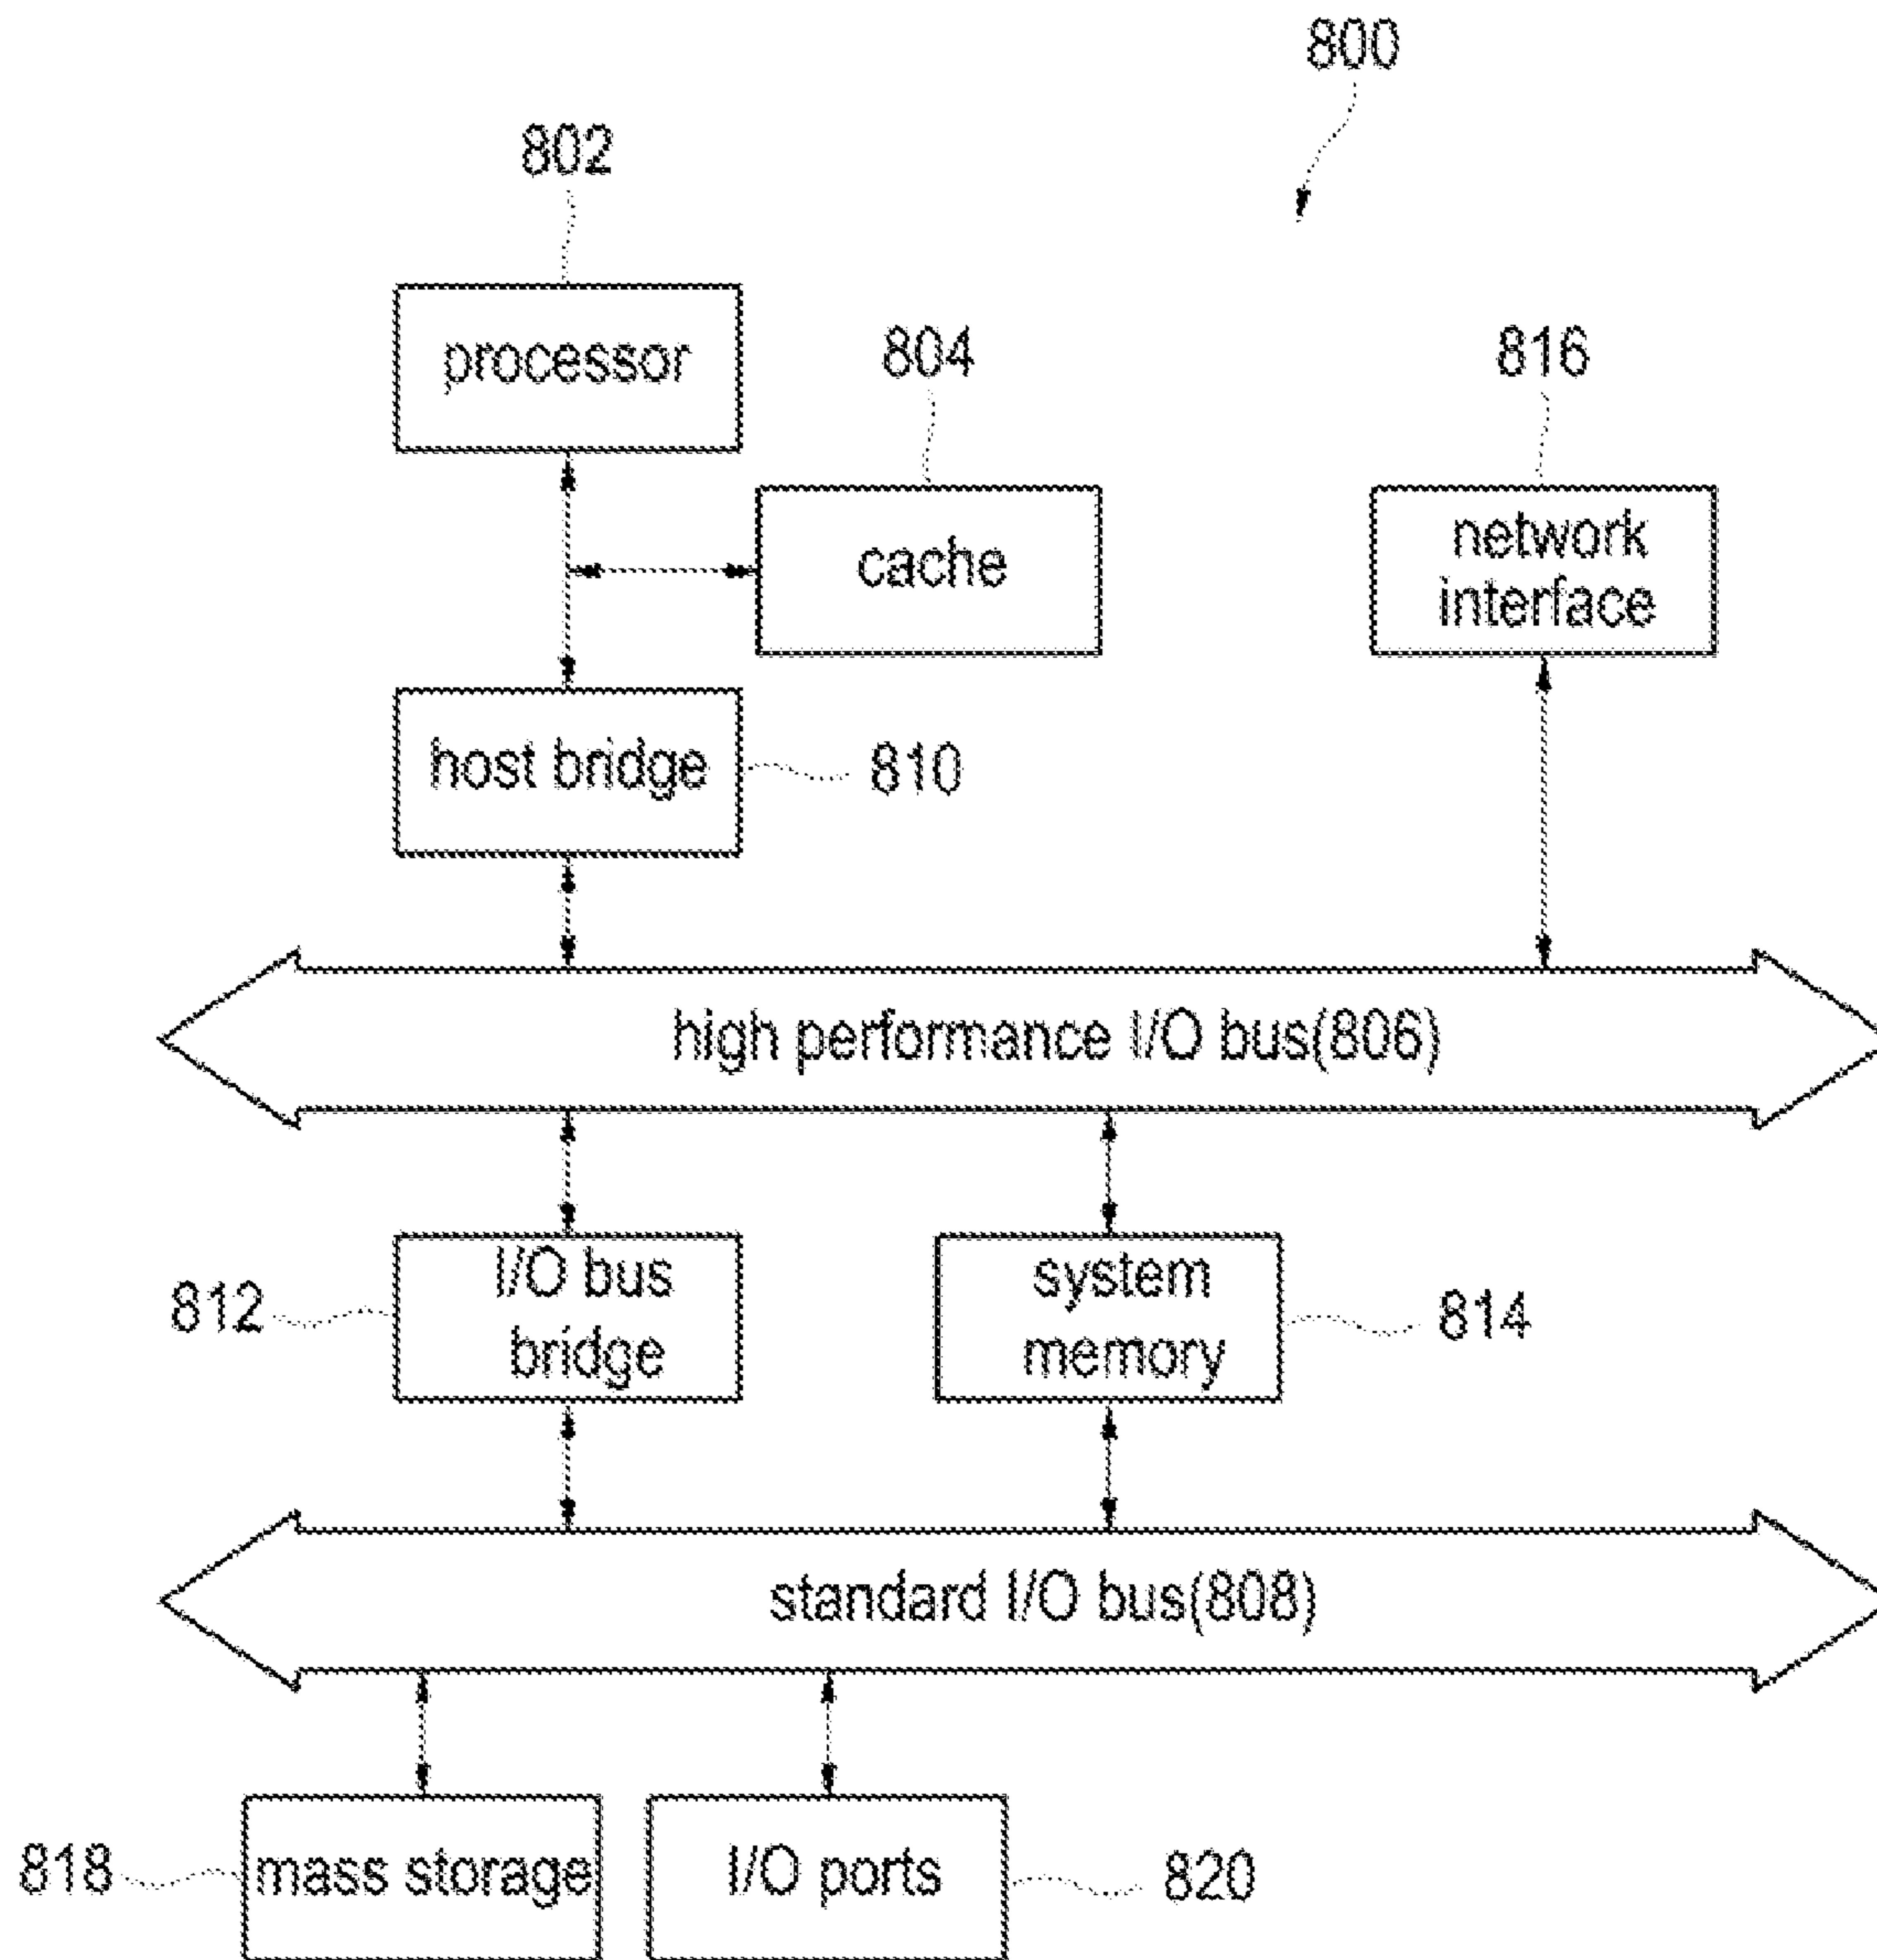 800
802
processor
804
cache
816
network
interface
host bridge
810
high performance I/O bus(806)
812
I/O bus
bridge
system
memory
814
standard I/O bus(808)
818
mass storage
I/O ports
820